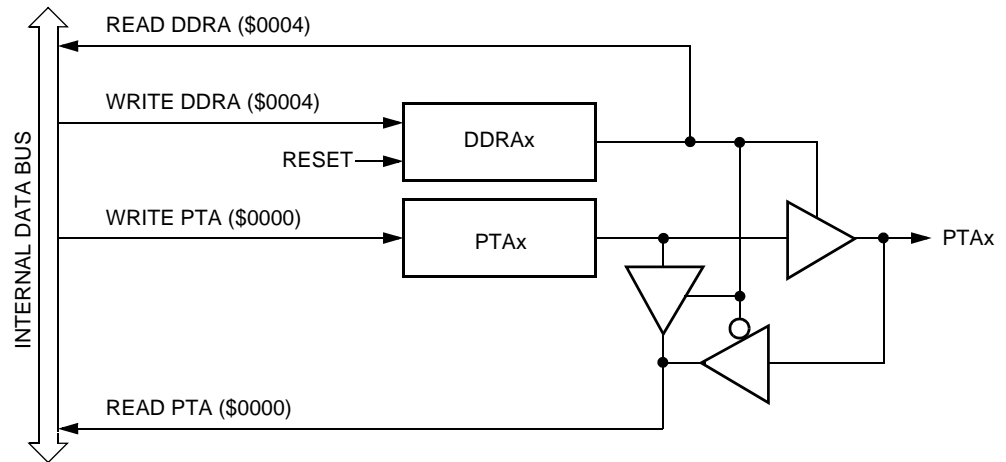 READ DDRA ($0004)
WRITE DDRA ($0004)
DDRAx
RESET
WRITE PTA ($0000)
PTAx
PTAx
READ PTA ($0000)
INTERNAL DATA BUS